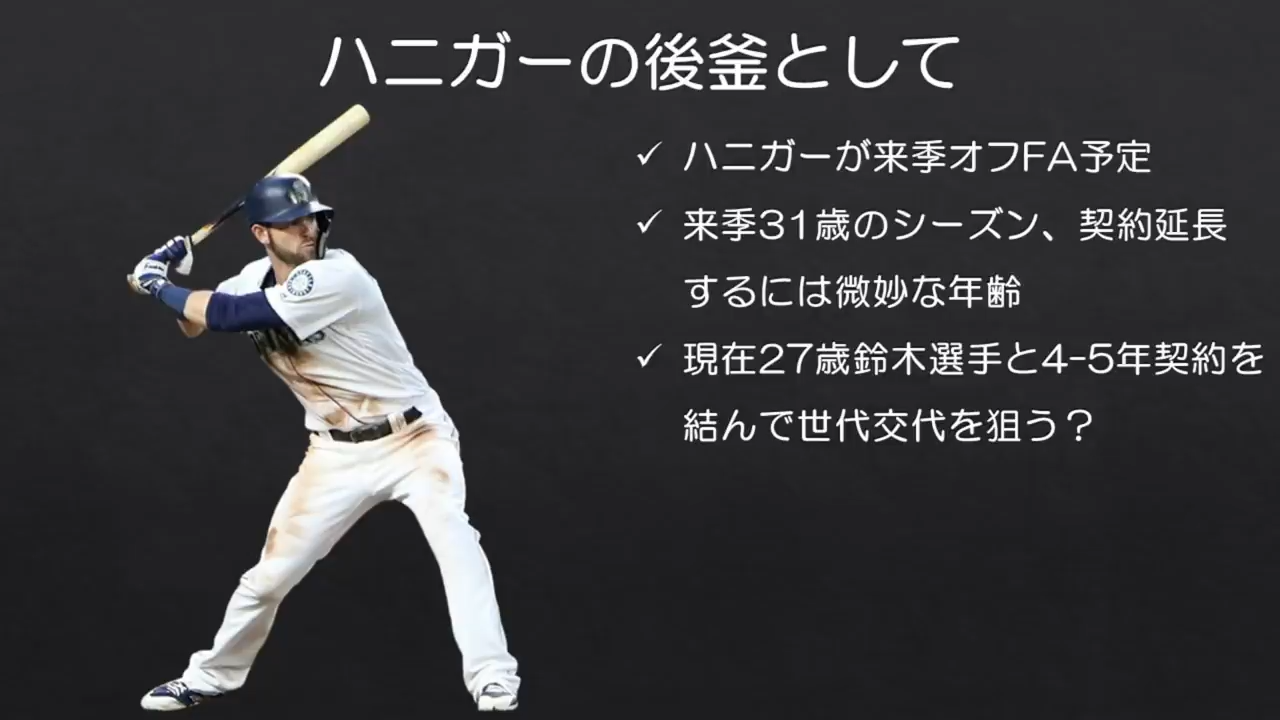 ハニガーの後釜として
✓ ハニガーが来季オフFA予定
✓ 来季31歳のシーズン、契約延長
するには微妙な年齢
✓ 現在27歳鈴木選手と4-5年契約を
結んで世代交代を狙う？